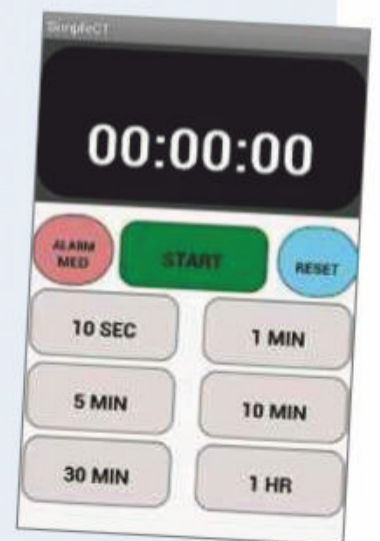 SimpleCT
00:00:00
ALARM
MED
START
RESET
10 SEC
1 MIN
5 MIN
10 MIN
30 MIN
1 HR